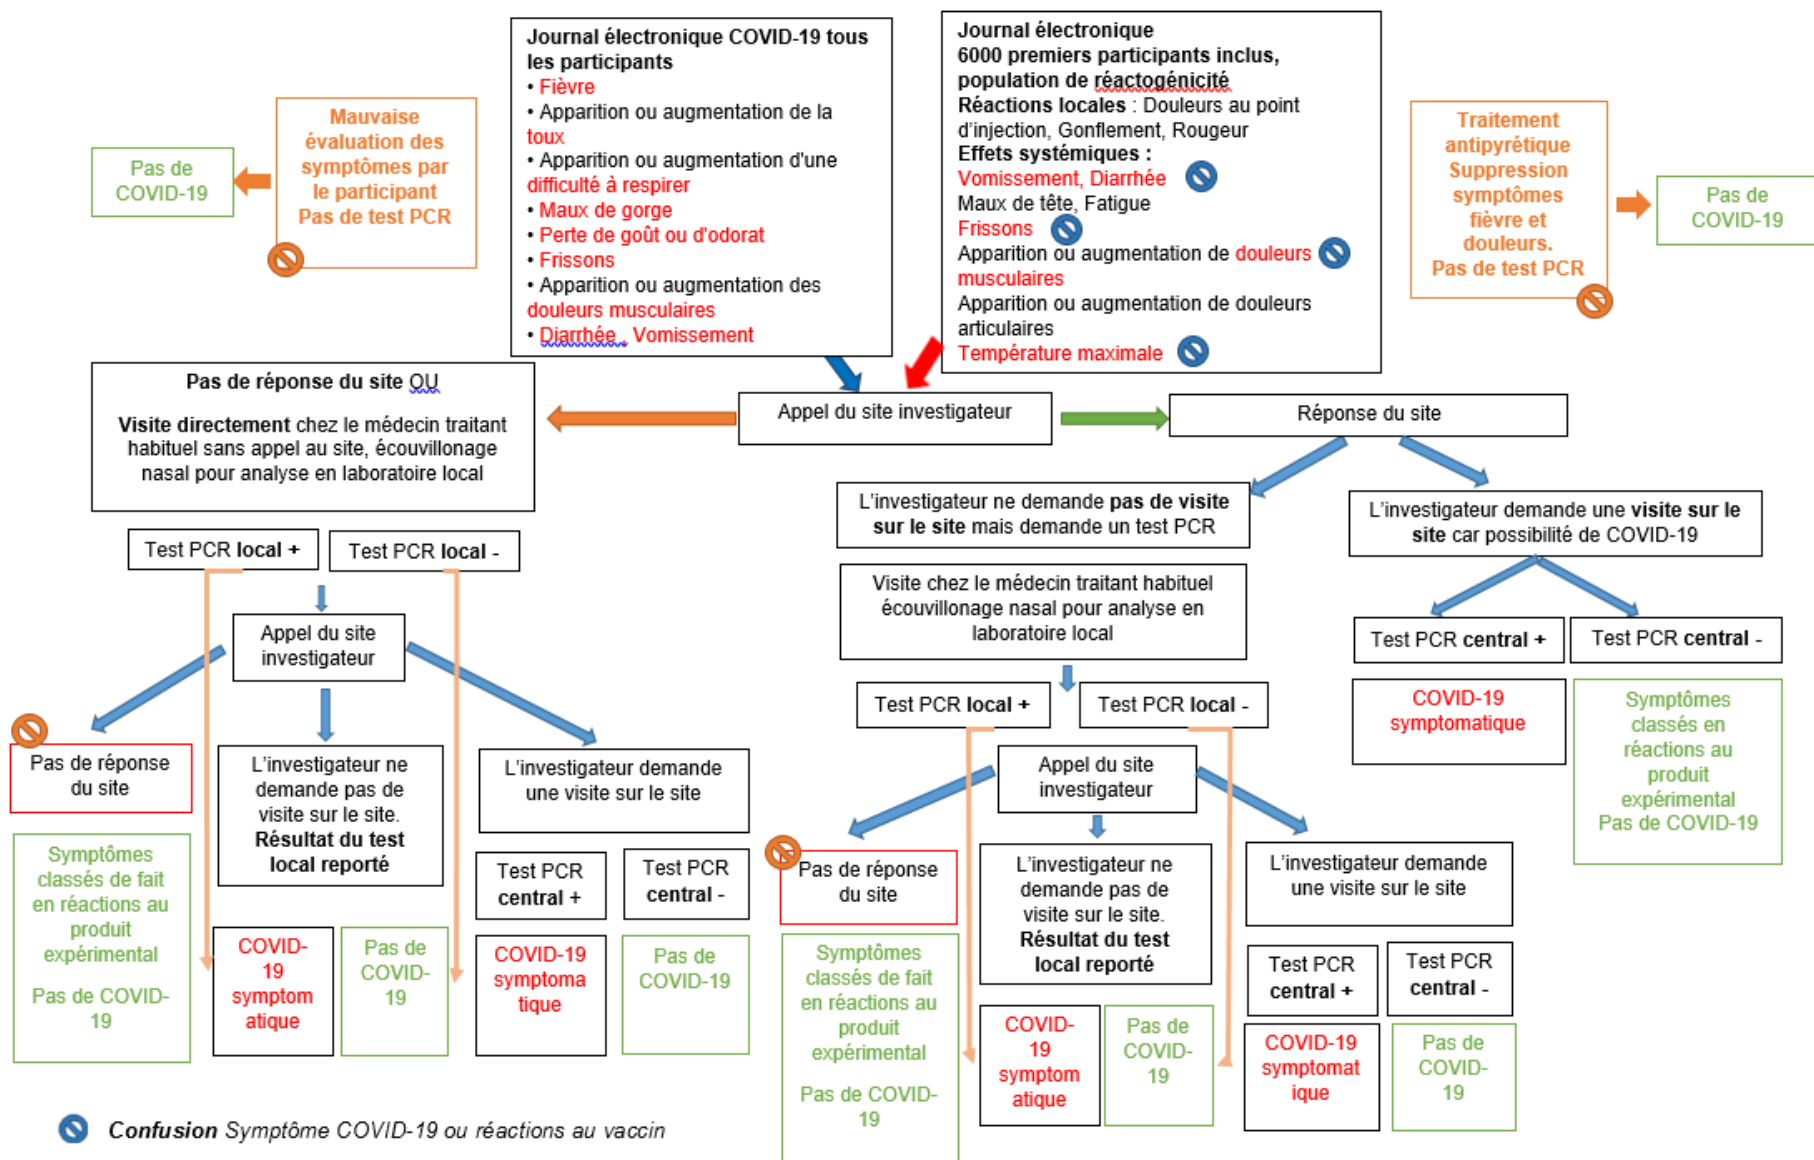 Journal électronique COVID-19 tous
les participants
• Fièvre
• Apparition ou augmentation de la
toux
• Apparition ou augmentation d'une
difficulté à respirer
• Maux de gorge
• Perte de goût ou d'odorat
• Frissons
• Apparition ou augmentation des
douleurs musculaires
• Diarrhée , Vomissement
Journal électronique
6000 premiers participants inclus,
population de réactogénicité
Réactions locales : Douleurs au point
d'injection, Gonflement, Rougeur
Effets systémiques :
Vomissement, Diarrhée
Maux de tête, Fatigue
Frissons
Apparition ou augmentation de douleurs
musculaires
Apparition ou augmentation de douleurs
articulaires
Température maximale
Mauvaise
évaluation des
symptômes par
le participant
Pas de test PCR
Pas de
COVID-19
Traitement
antipyrétique
Suppression
symptômes
fièvre et
douleurs.
Pas de test PCR
Pas de
COVID-19
Pas de réponse du site OU
Visite directement chez le médecin traitant
habituel sans appel au site, écouvillonage
nasal pour analyse en laboratoire local
Appel du site investigateur
Réponse du site
L'investigateur ne demande pas de visite
sur le site mais demande un test PCR
L'investigateur demande une visite sur le
site car possibilité de COVID-19
Test PCR local +
Test PCR local -
Visite chez le médecin traitant habituel
écouvillonage nasal pour analyse en
laboratoire local
Appel du site
investigateur
Test PCR central +
Test PCR central -
COVID-19
symptomatique
Symptômes
classés en
réactions au
produit
expérimental
Pas de COVID-19
Test PCR local +
Test PCR local -
Pas de réponse
du site
L'investigateur ne
demande pas de
visite sur le site.
Résultat du test
local reporté
L'investigateur demande
une visite sur le site
Appel du site
investigateur
Symptômes
classés de fait
en réactions au
produit
expérimental
Pas de COVID-
19
Test PCR
central +
Test PCR
central -
COVID-
19
symptom
atique
Pas de
COVID-
19
COVID-19
symptoma
tique
Pas de
COVID-19
Pas de réponse
du site
L'investigateur ne
demande pas de
visite sur le site.
Résultat du test
local reporté
L'investigateur demande
une visite sur le site
Symptômes
classés de fait
en réactions au
produit
expérimental
Pas de COVID-
19
Test PCR
central +
Test PCR
central -
COVID-
19
symptom
atique
Pas de
COVID-
19
COVID-19
symptomat
ique
Pas de
COVID-
19
Confusion Symptôme COVID-19 ou réactions au vaccin